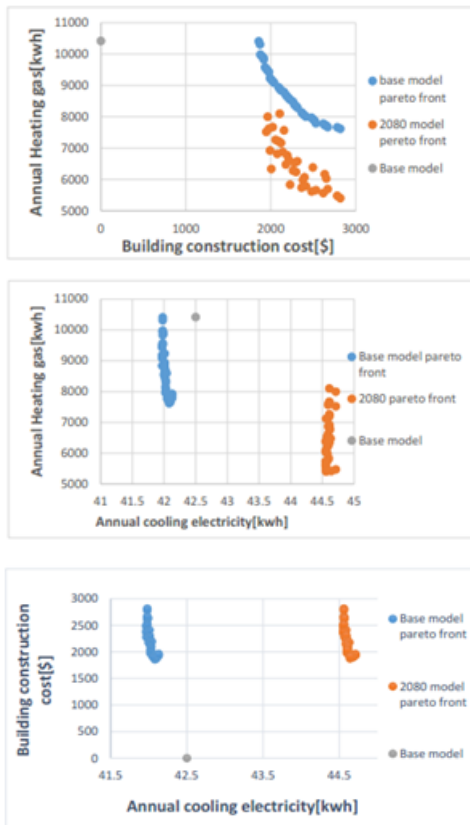 11000
10000
9000
8000
7000
6000
5000
Annual Heating gas[kwh]
0
1000
2000
3000
Building construction cost[$]
base model
pareto front
2080 model
pereto front
Base model
11000
10000
9000
8000
7000
6000
5000
Annual Heating gas[kwh]
41
41.5
42
42.5
43
43.5
44
44.5
45
Annual cooling electricity[kwh]
Base model pareto
front
2080 pareto front
Base model
3000
2500
2000
1500
1000
500
0
Building construction
cost[$]
41.5
42.5
43.5
44.5
Annual cooling electricity[kwh]
Base model
pareto front
2080 model
pareto front
Base model